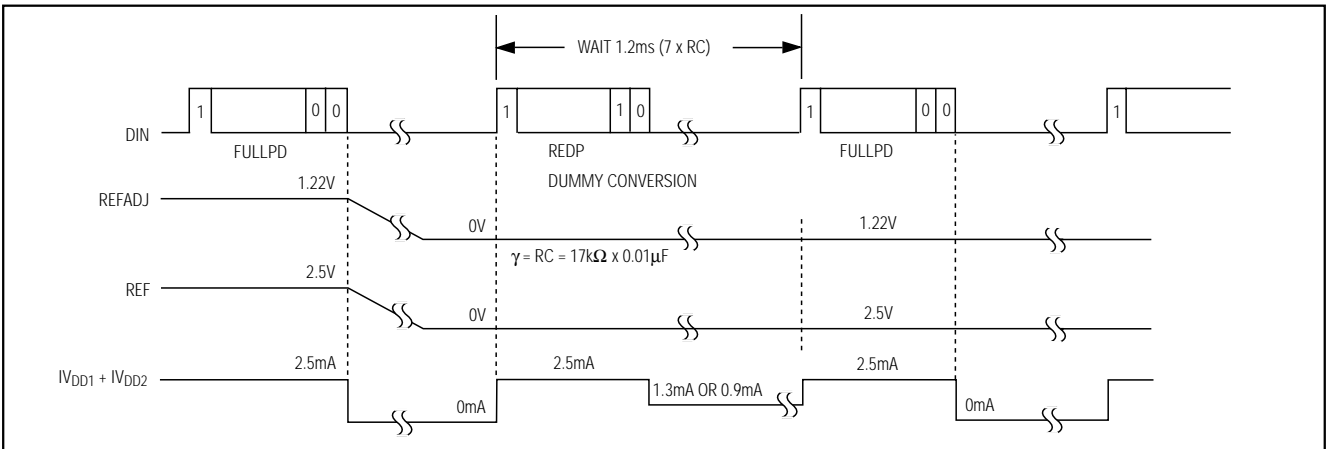 WAIT 1.2ms (7 x RC)
DIN
1
0 0
1
1 0
1
0 0
1
FULLPD
REDP
FULLPD
DUMMY CONVERSION
REFADJ
1.22V
0V
1.22V
γ = RC = 17kΩ x 0.01µF
REF
2.5V
0V
2.5V
IVDD1 + IVDD2
2.5mA
0mA
2.5mA
1.3mA OR 0.9mA
2.5mA
0mA